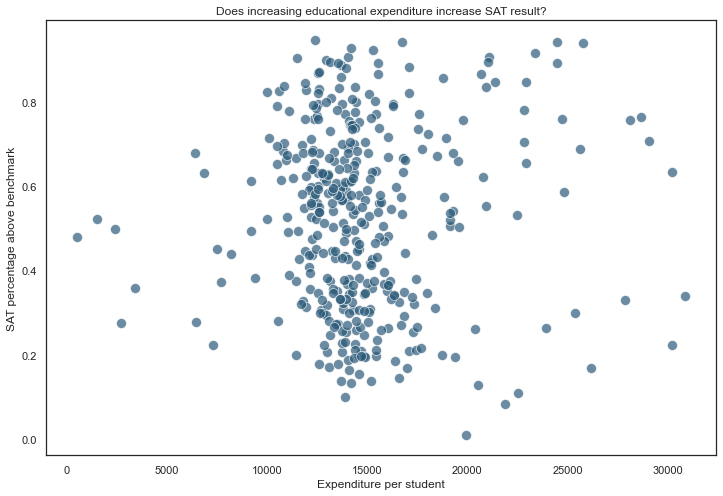 Does increasing educational expenditure increase SAT result?
SAT percentage above benchmark
0.8
0.6
0.4
0.2
0.0
0 5000 10000 15000 20000 25000 30000
Expenditure per student